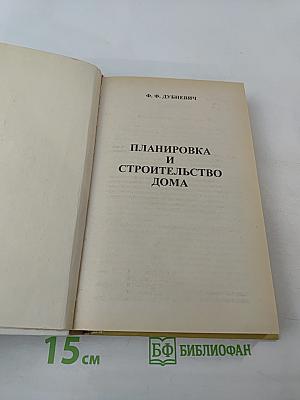 Ф. Ф. ДУБНЕВИЧ
ПЛАНИРОВКА
И
СТРОИТЕЛЬСТВО
ДОМА
15 см
БФ БИБЛИОФАН